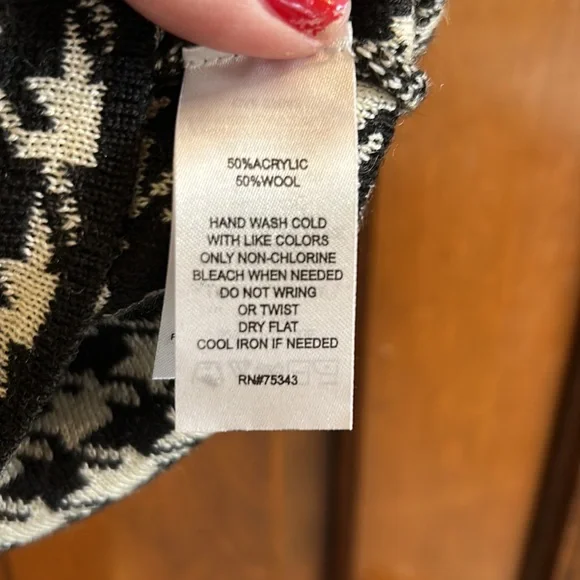 50%ACRYLIC
50%WOOL
HAND WASH COLD
WITH LIKE COLORS
ONLY NON-CHLORINE
BLEACH WHEN NEEDED
DO NOT WRING
OR TWIST
DRY FLAT
COOL IRON IF NEEDED
RN#75343